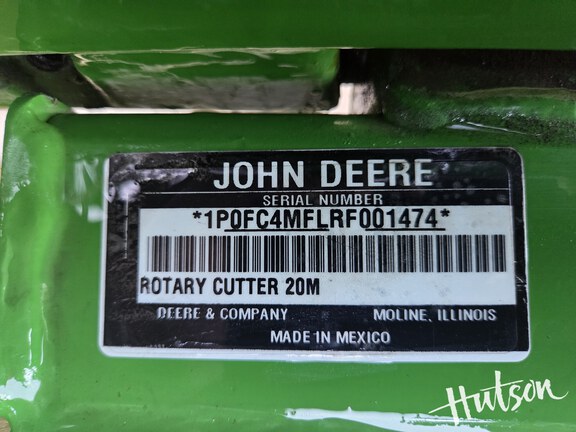 JOHN DEERE
SERIAL NUMBER
*1P0FC4MFLRF001474*
ROTARY CUTTER 20M
DEERE & COMPANY MOLINE, ILLINOIS
MADE IN MEXICO
Hutson